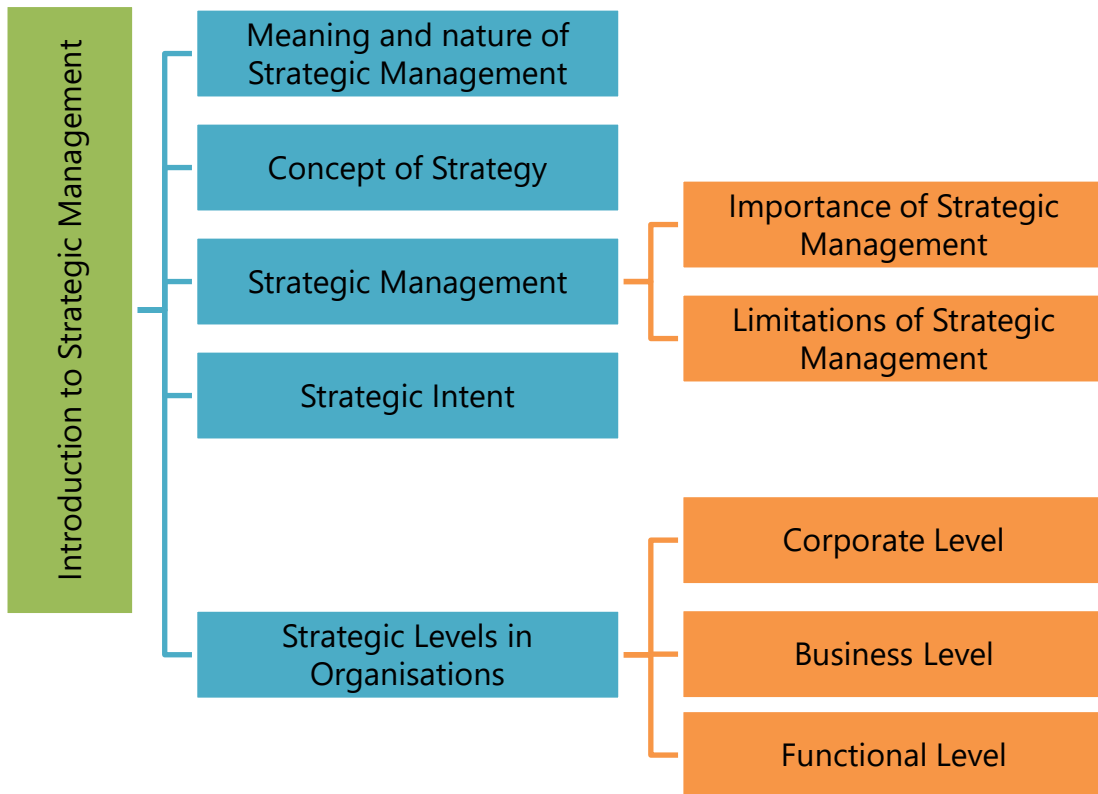 Introduction to Strategic Management
Meaning and nature of
Strategic Management
Concept of Strategy
Strategic Management
Importance of Strategic
Management
Limitations of Strategic
Management
Strategic Intent
Strategic Levels in
Organisations
Corporate Level
Business Level
Functional Level